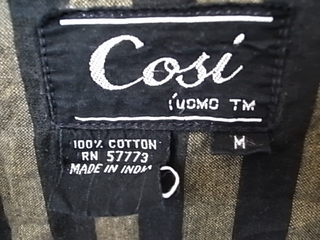 Cosi
l'uomo TM
M
100% COTTON
RN 57773
MADE IN INDIA